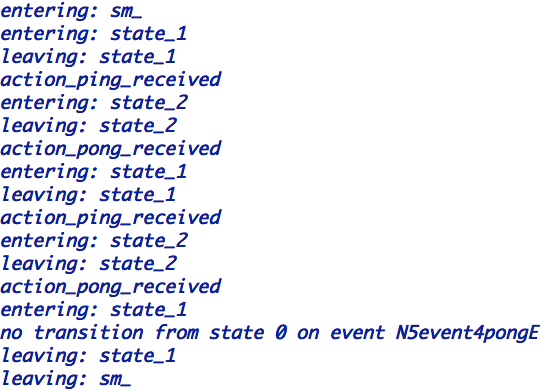 entering: sm_
entering: state_1
leaving: state_1
action_ping_received
entering: state_2
leaving: state_2
action_pong_received
entering: state_1
leaving: state_1
action_ping_received
entering: state_2
leaving: state_2
action_pong_received
entering: state_1
no transition from state 0 on event N5event4pongE
leaving: state_1
leaving: sm_